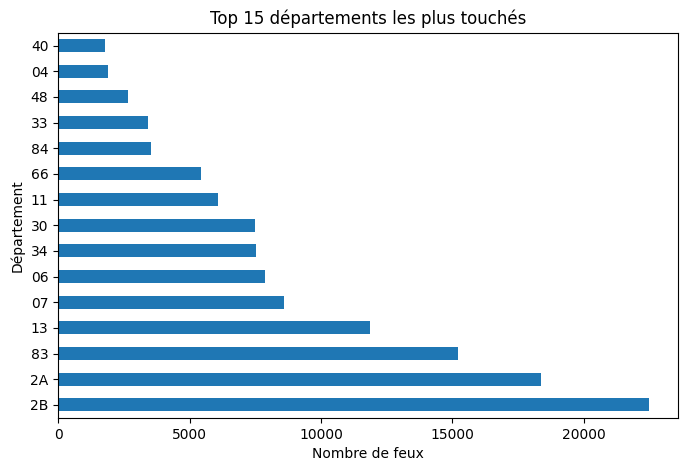 Top 15 départements les plus touchés
Département
40
04
48
33
84
66
11
30
34
06
07
13
83
2A
2B
0 5000 10000 15000 20000
Nombre de feux